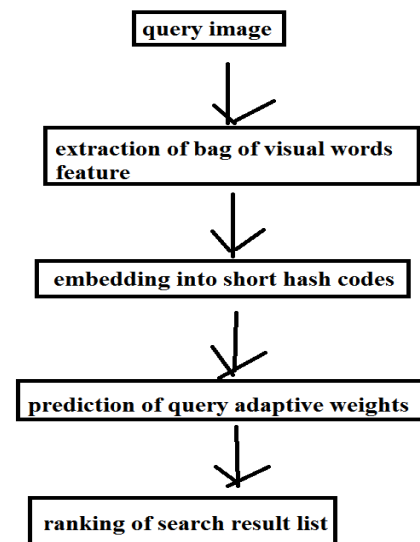 query image
extraction of bag of visual words
feature
embedding into short hash codes
prediction of query adaptive weights
ranking of search result list